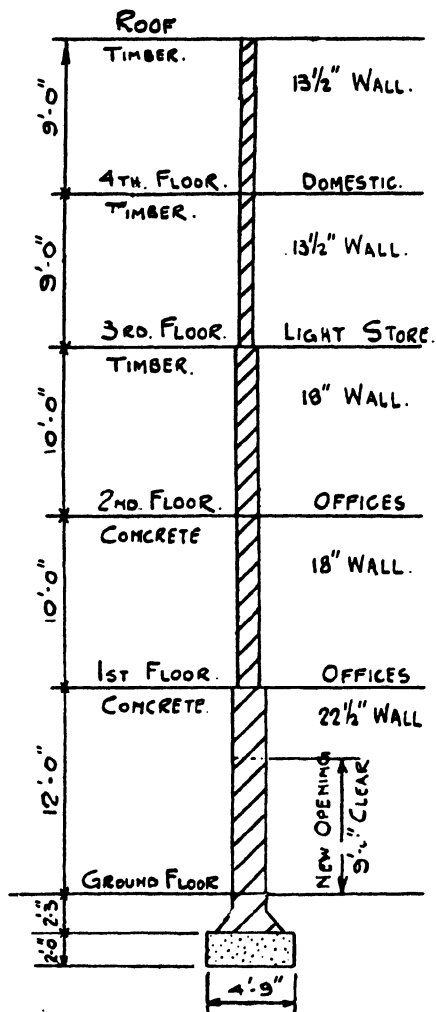 ROOF
TIMBER.
13½" WALL.
9'-0"
4TH. FLOOR. DOMESTIC.
TIMBER.
13½" WALL.
9'-0"
3RD. FLOOR. LIGHT STORE.
TIMBER.
18" WALL.
10'-0"
2ND. FLOOR. OFFICES
CONCRETE
18" WALL.
10'-0"
1ST FLOOR. OFFICES
CONCRETE.
22½" WALL
12'-0"
NEW OPENING
CLEAR
GROUND FLOOR
2'-3"
2'-0"
4'-9"